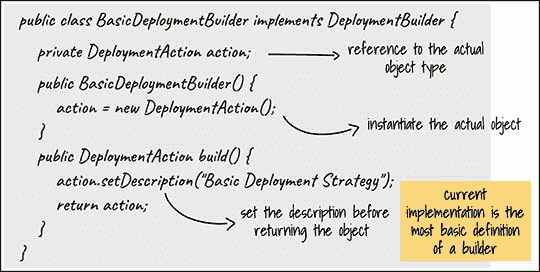 public class BasicDeploymentBuilder implements DeploymentBuilder {
private DeploymentAction action;
reference to the actual
object type
public BasicDeploymentBuilder() {
action = new DeploymentAction();
instantiate the actual object
}
public DeploymentAction build() {
action.setDescription("Basic Deployment Strategy");
return action;
set the description before
returning the object
}
}
current
implementation is the
most basic definition
of a builder